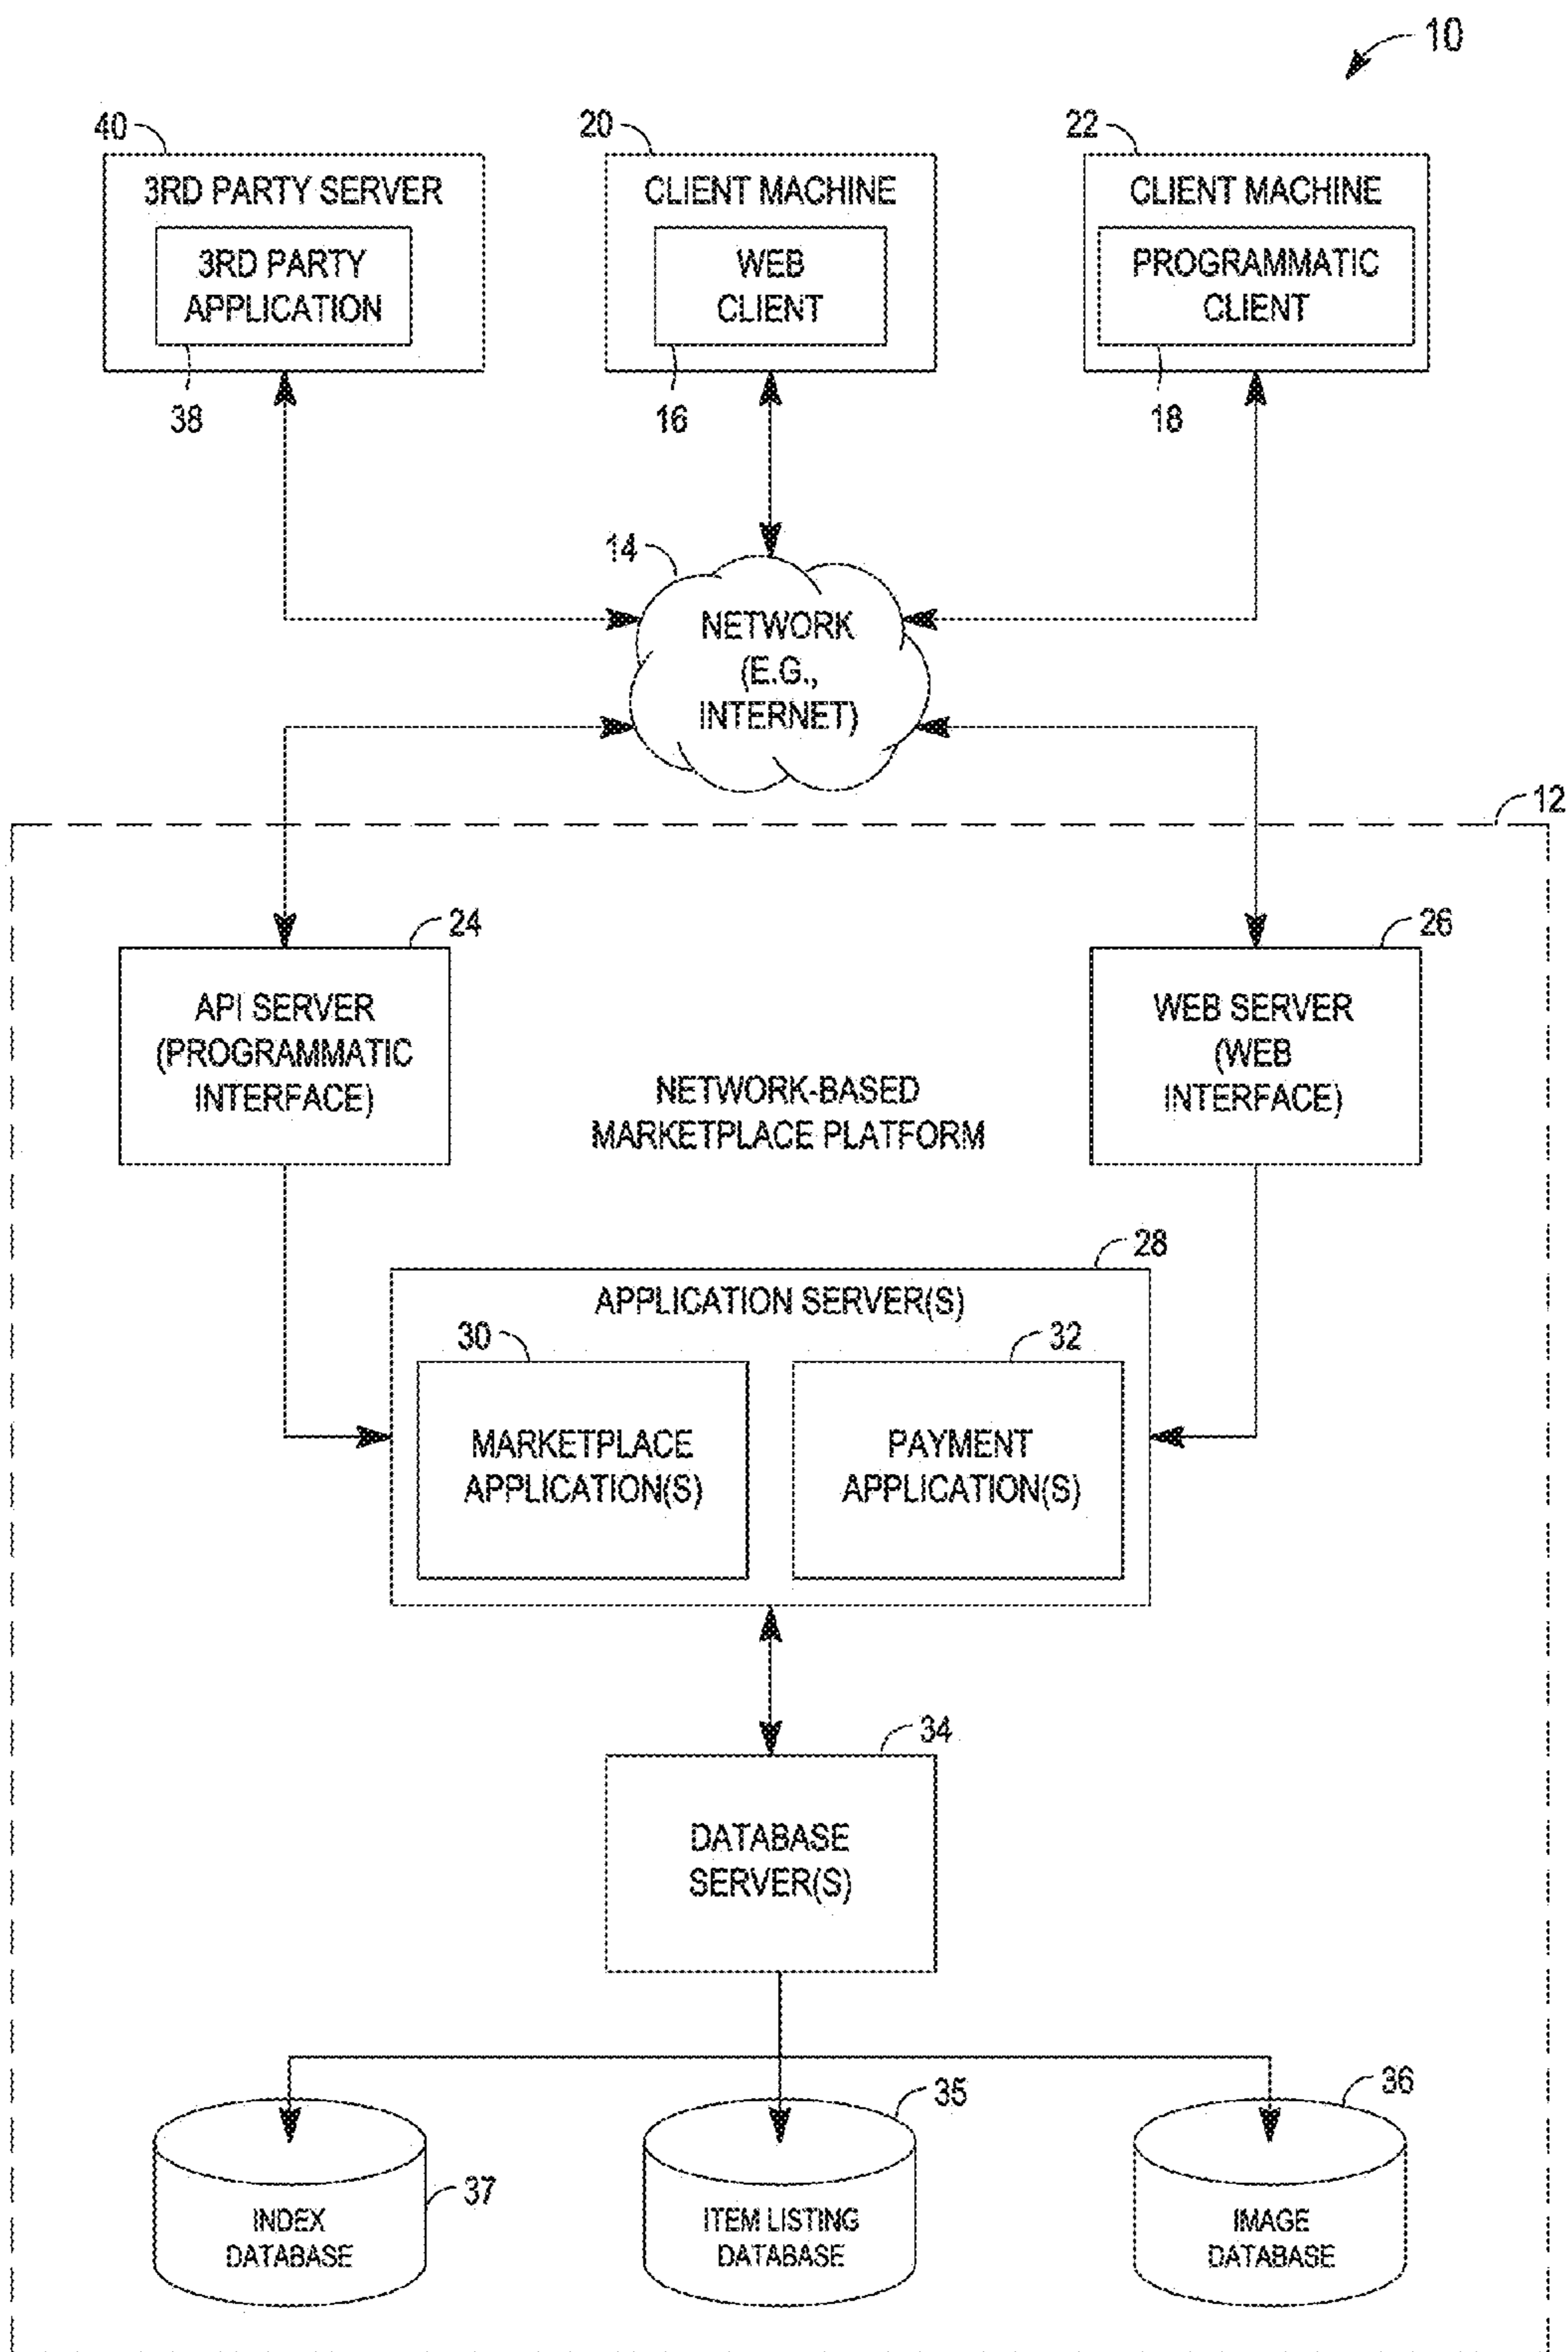 10
40
3RD PARTY SERVER
3RD PARTY
APPLICATION
38
20
CLIENT MACHINE
WEB
CLIENT
16
22
CLIENT MACHINE
PROGRAMMATIC
CLIENT
18
14
NETWORK
(E.G.,
INTERNET)
12
24
API SERVER
(PROGRAMMATIC
INTERFACE)
NETWORK-BASED
MARKETPLACE PLATFORM
26
WEB SERVER
(WEB
INTERFACE)
28
APPLICATION SERVER(S)
30
MARKETPLACE
APPLICATION(S)
32
PAYMENT
APPLICATION(S)
34
DATABASE
SERVER(S)
37
INDEX
DATABASE
35
ITEM LISTING
DATABASE
36
IMAGE
DATABASE